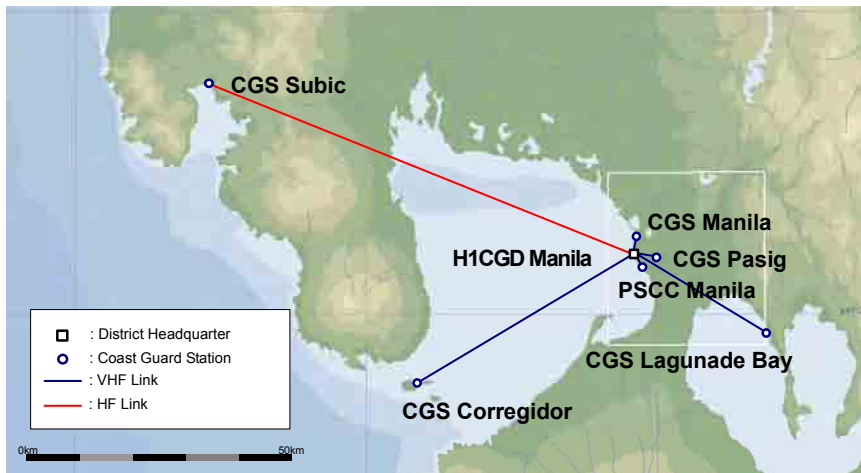 CGS Subic
CGS Manila
H1CGD Manila
CGS Pasig
PSCC Manila
CGS Lagunade Bay
CGS Corregidor
: District Headquarter
: Coast Guard Station
: VHF Link
: HF Link
0km
50km